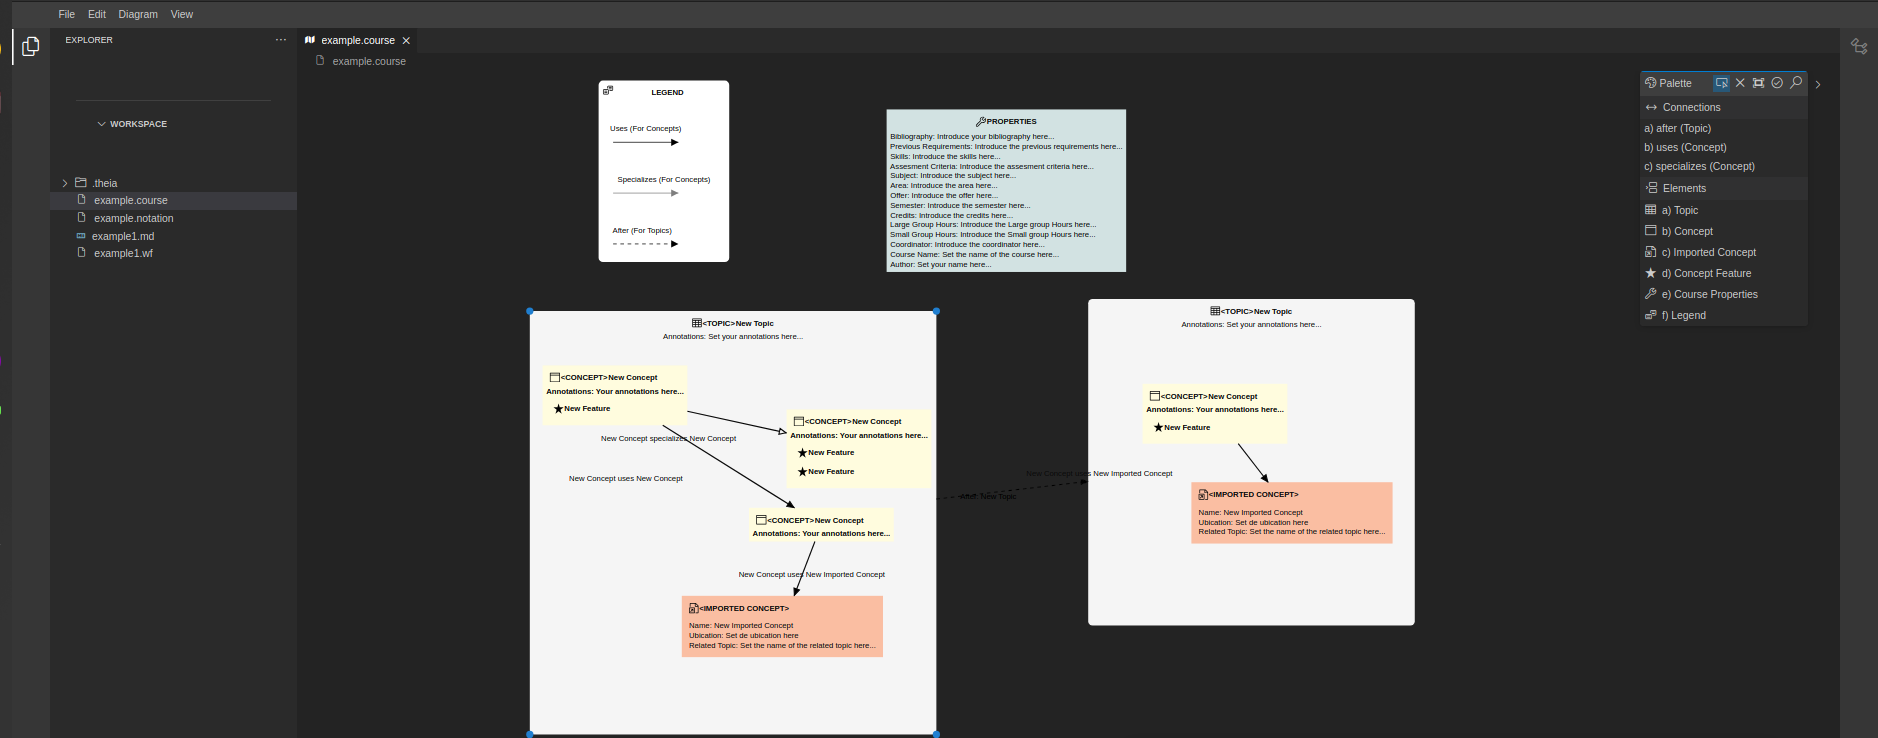 File Edit Diagram View
EXPLORER
WORKSPACE
.theia
example.course
example.notation
example1.md
example1.wf
example.course
example.course
LEGEND
Uses (For Concepts)
Specializes (For Concepts)
After (For Topics)
PROPERTIES
Bibliography: Introduce your bibliography here...
Previous Requirements: Introduce the previous requirements here...
Skills: Introduce the skills here...
Assesment Criteria: Introduce the assesment criteria here...
Subject: Introduce the subject here...
Area: Introduce the area here...
Offer: Introduce the offer here...
Semester: Introduce the semester here...
Credits: Introduce the credits here...
Large Group Hours: Introduce the Large group Hours here...
Small Group Hours: Introduce the Small group Hours here...
Coordinator: Introduce the coordinator here...
Course Name: Set the name of the course here...
Author: Set your name here...
<TOPIC>New Topic
Annotations: Set your annotations here...
<CONCEPT>New Concept
Annotations: Your annotations here...
New Feature
<CONCEPT>New Concept
Annotations: Your annotations here...
New Feature
New Feature
New Concept specializes New Concept
New Concept uses New Concept
<CONCEPT>New Concept
Annotations: Your annotations here...
New Concept uses New Imported Concept
<IMPORTED CONCEPT>
Name: New Imported Concept
Ubication: Set de ubication here
Related Topic: Set the name of the related topic here...
After: New Topic
<TOPIC>New Topic
Annotations: Set your annotations here...
<CONCEPT>New Concept
Annotations: Your annotations here...
New Feature
New Concept uses New Imported Concept
<IMPORTED CONCEPT>
Name: New Imported Concept
Ubication: Set de ubication here
Related Topic: Set the name of the related topic here...
Palette
Connections
a) after (Topic)
b) uses (Concept)
c) specializes (Concept)
Elements
a) Topic
b) Concept
c) Imported Concept
d) Concept Feature
e) Course Properties
f) Legend